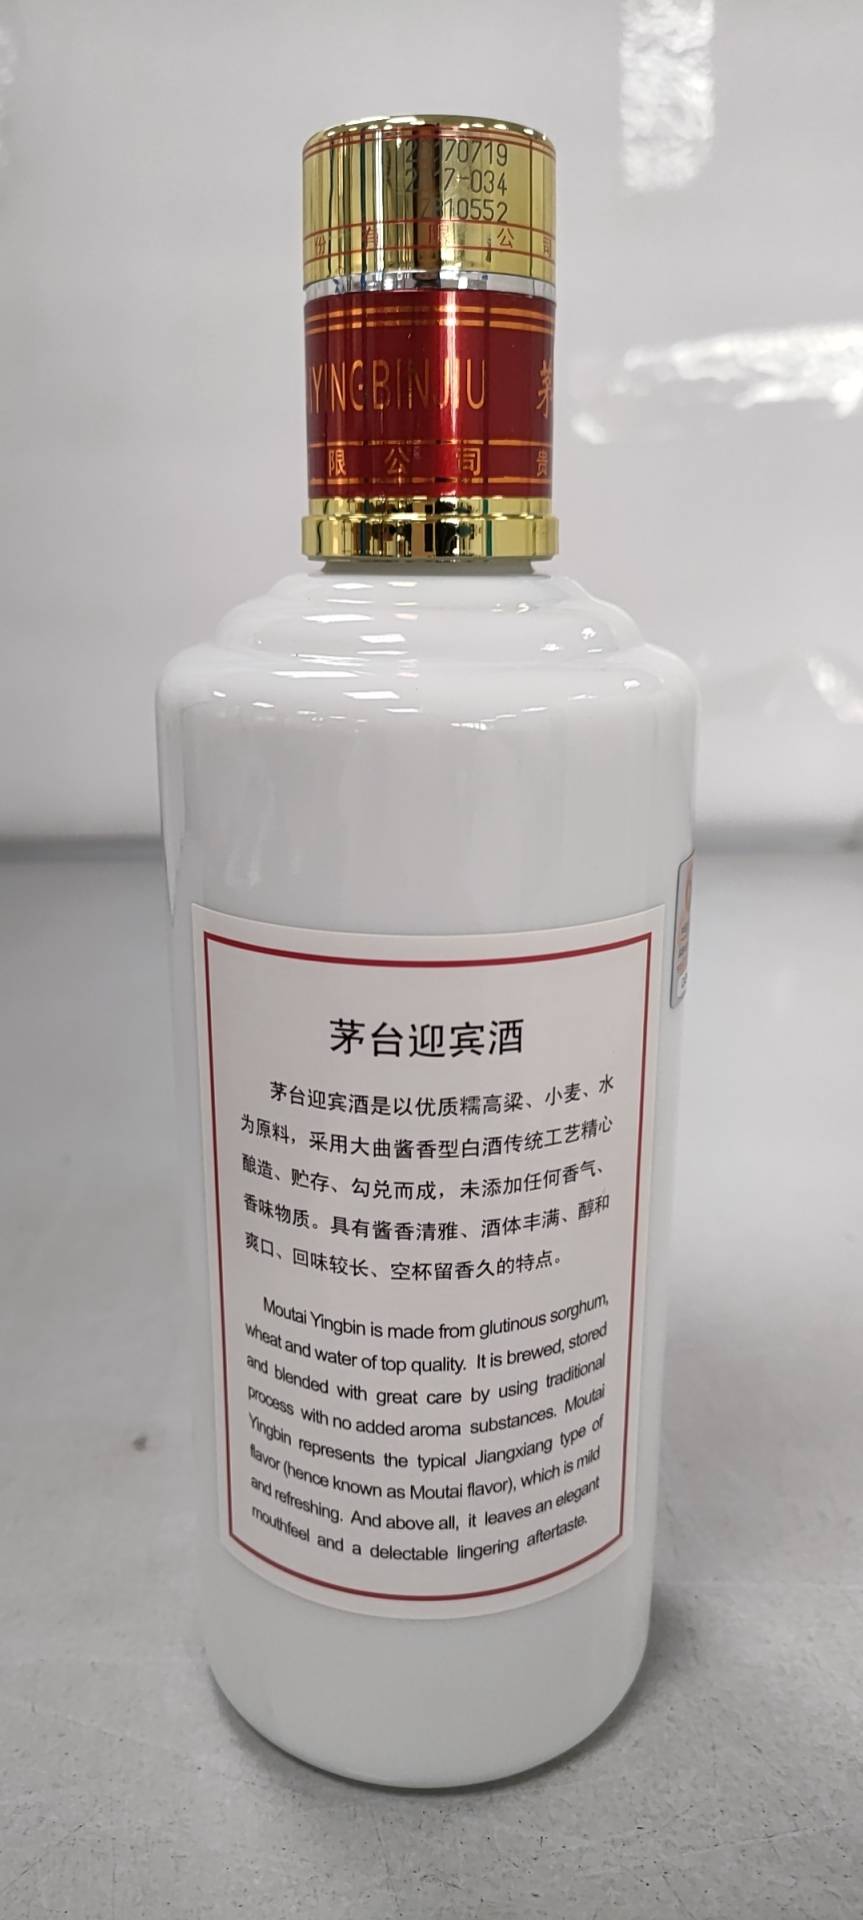 0719
-034
10552
份有限公司
YINGBINJIU 茅
限公司 贵
茅台迎宾酒
茅台迎宾酒是以优质糯高粱、小麦、水
为原料，采用大曲酱香型白酒传统工艺精心
酿造、贮存、勾兑而成，未添加任何香气、
香味物质。具有酱香清雅、酒体丰满、醇和
爽口、回味较长、空杯留香久的特点。
Moutai Yingbin is made from glutinous sorghum,
wheat and water of top quality. It is brewed, stored
and blended with great care by using traditional
process with no added aroma substances. Moutai
Yingbin represents the typical Jiangxiang type of
flavor (hence known as Moutai flavor), which is mild
and refreshing. And above all, it leaves an elegant
mouthfeel and a delectable lingering aftertaste.